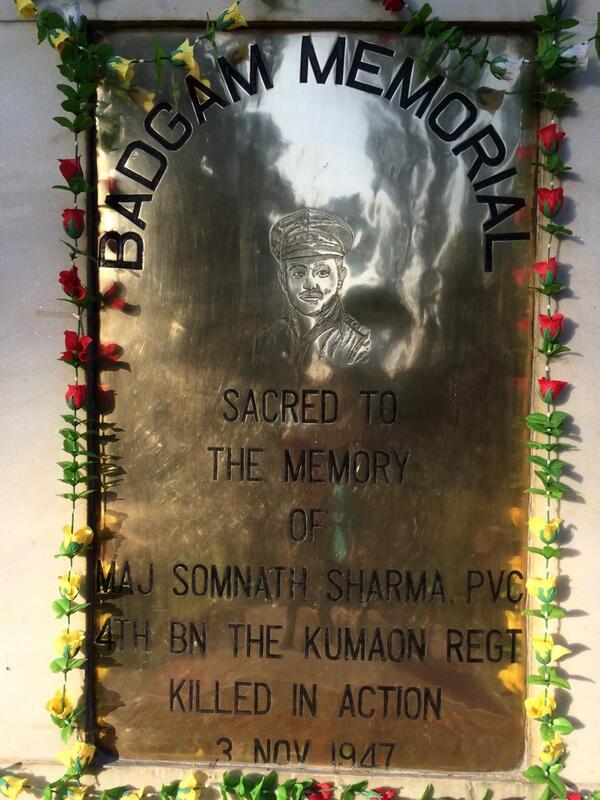 BADGAM MEMORIAL
SACRED TO
THE MEMORY
OF
MAJ SOMNATH SHARMA, PVC
4TH BN THE KUMAON REGT
KILLED IN ACTION
3 NOV 1947